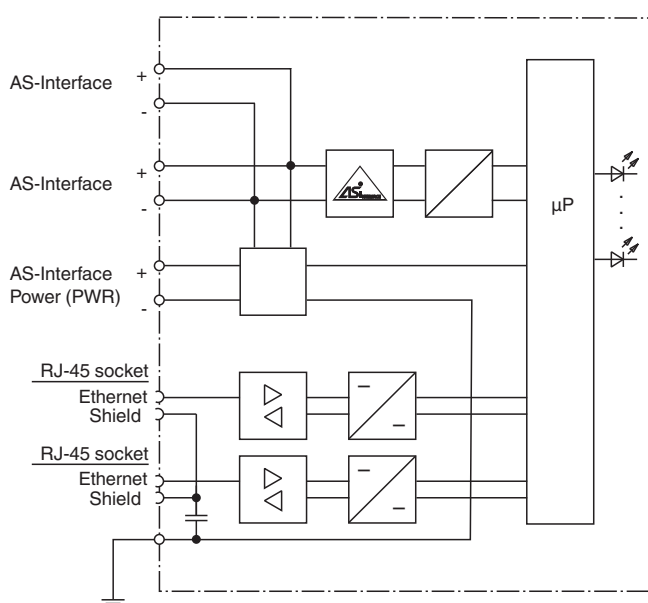 AS-Interface
+
-
AS-Interface
+
-
AS-Interface
Power (PWR)
+
-
RJ-45 socket
Ethernet
Shield
RJ-45 socket
Ethernet
Shield
ASi
µP